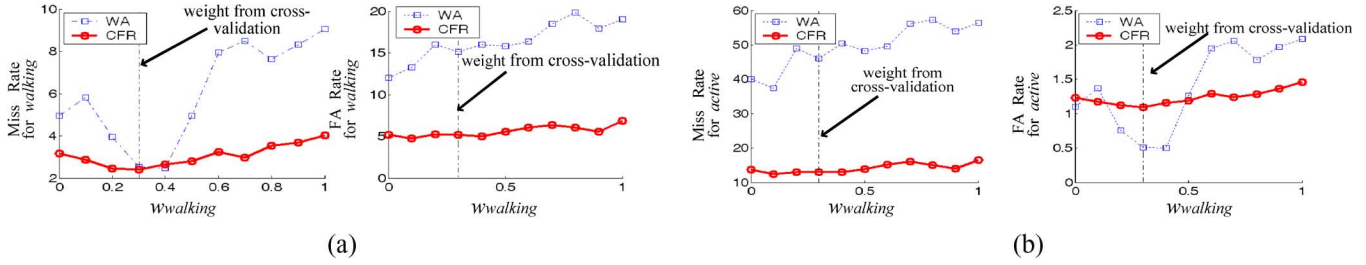 WA
CFR
weight from cross-
validation
Miss Rate
for walking
10
8
6
4
2
0
0.2
0.4
0.6
0.8
1
wwalking
WA
CFR
weight from cross-validation
FA Rate
for walking
20
15
10
5
0
0
0.5
1
wwalking
(a)
WA
CFR
weight from
cross-validation
Miss Rate
for active
60
50
40
30
20
10
0
0.5
1
wwalking
WA
CFR
weight from cross-validation
FA Rate
for active
2.5
2
1.5
1
0.5
0
0
0.5
1
wwalking
(b)